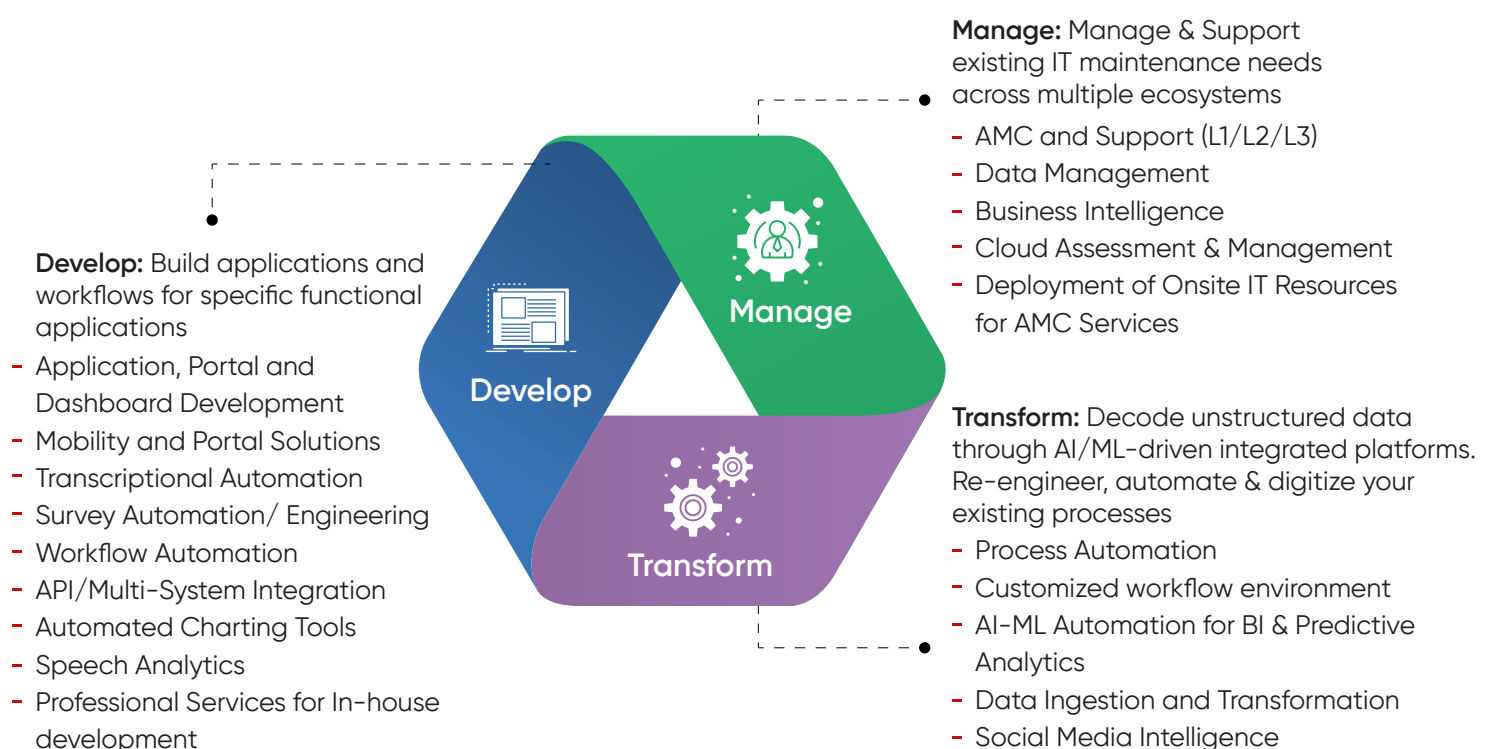 Manage: Manage & Support
existing IT maintenance needs
across multiple ecosystems
- AMC and Support (L1/L2/L3)
- Data Management
- Business Intelligence
- Cloud Assessment & Management
- Deployment of Onsite IT Resources
for AMC Services
Develop: Build applications and
workflows for specific functional
applications
- Application, Portal and
Dashboard Development
- Mobility and Portal Solutions
- Transcriptional Automation
- Survey Automation/ Engineering
- Workflow Automation
- API/Multi-System Integration
- Automated Charting Tools
- Speech Analytics
- Professional Services for In-house
development
Manage
Develop
Transform
Transform: Decode unstructured data
through AI/ML-driven integrated platforms.
Re-engineer, automate & digitize your
existing processes
- Process Automation
- Customized workflow environment
- AI-ML Automation for BI & Predictive
Analytics
- Data Ingestion and Transformation
- Social Media Intelligence